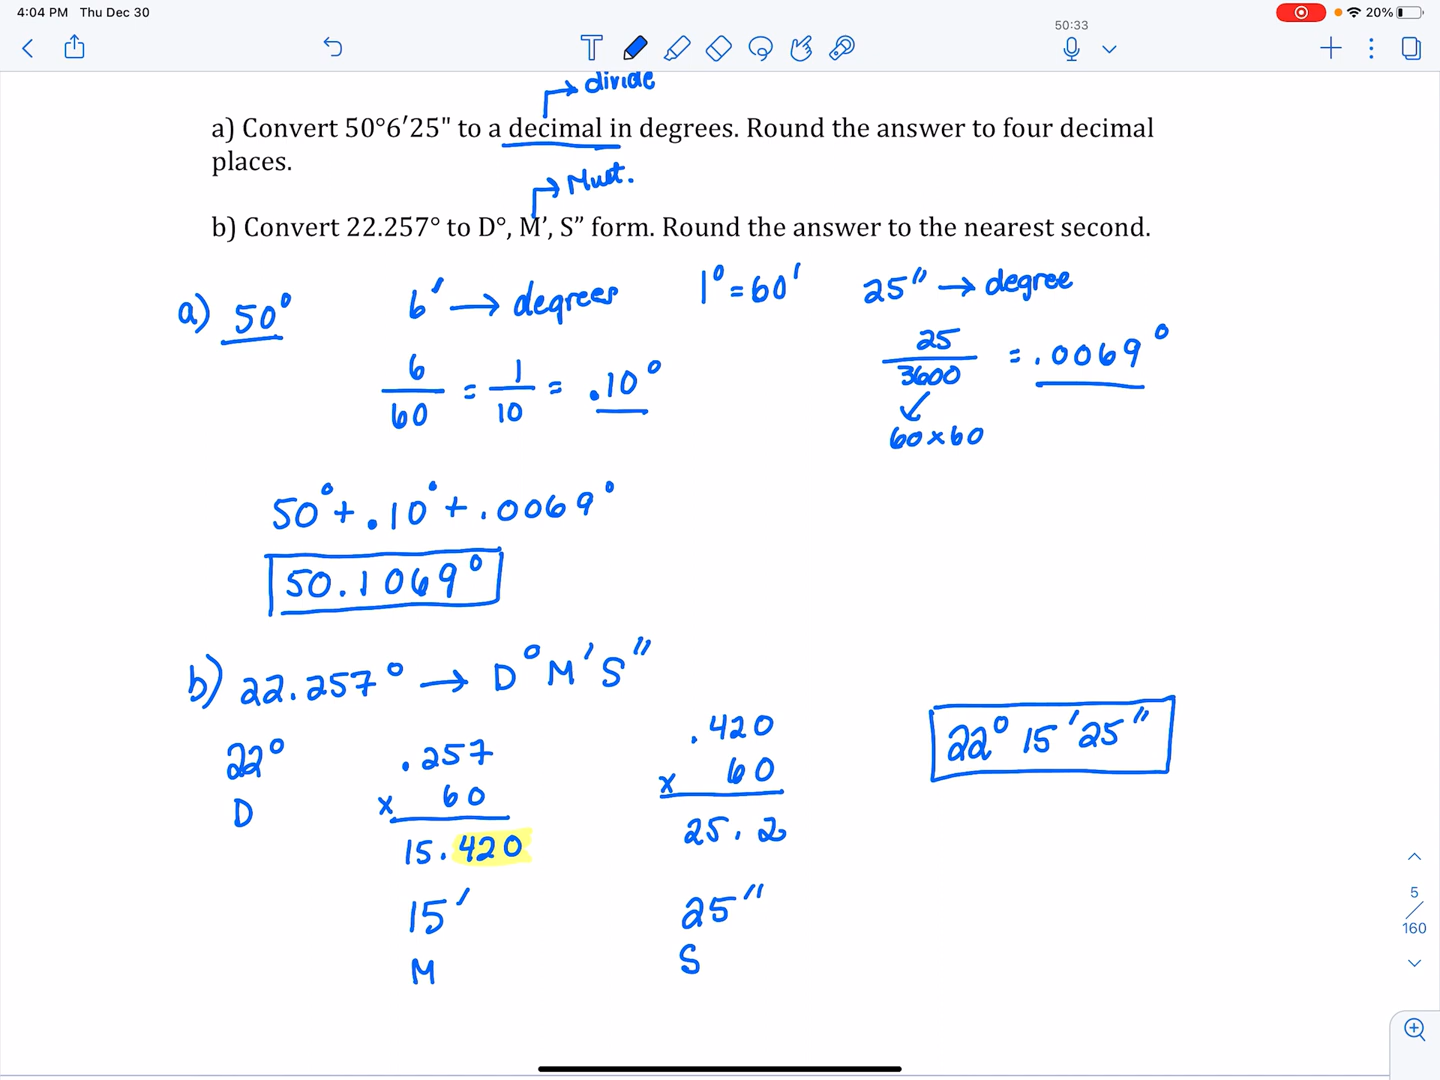 4:04 PM Thu Dec 30
20%
50:33
T
→ divide
a) Convert 50°6′25" to a decimal in degrees. Round the answer to four decimal
places.
→ Mult.
b) Convert 22.257° to D°, M′, S” form. Round the answer to the nearest second.
a) 50°
6′ → degrees
6/60 = 1/10 = .10°
1° = 60′
25″ → degree
25/3600 = .0069°
60 x 60
50° + .10° + .0069°
50.1069°
b) 22.257° → D° M′ S″
22°
D
.257
x 60
15.420
15′
M
.420
x 60
25.2
25″
S
22° 15′ 25″
5
160